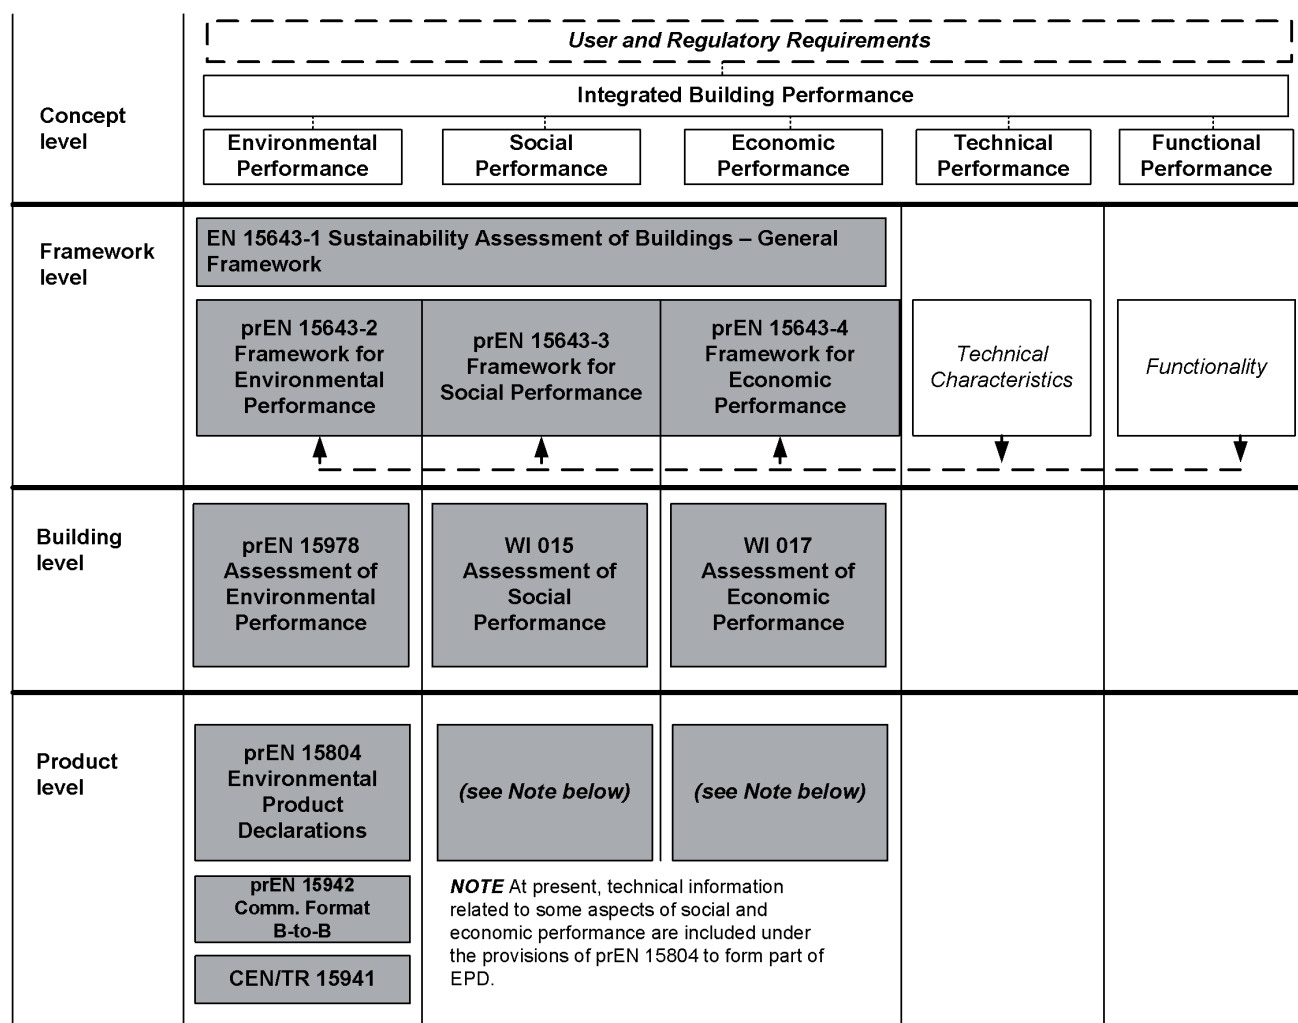 User and Regulatory Requirements
Integrated Building Performance
Concept
level
Environmental
Performance
Social
Performance
Economic
Performance
Technical
Performance
Functional
Performance
Framework
level
EN 15643-1 Sustainability Assessment of Buildings – General
Framework
prEN 15643-2
Framework for
Environmental
Performance
prEN 15643-3
Framework for
Social Performance
prEN 15643-4
Framework for
Economic
Performance
Technical
Characteristics
Functionality
Building
level
prEN 15978
Assessment of
Environmental
Performance
WI 015
Assessment of
Social
Performance
WI 017
Assessment of
Economic
Performance
Product
level
prEN 15804
Environmental
Product
Declarations
(see Note below)
(see Note below)
prEN 15942
Comm. Format
B-to-B
CEN/TR 15941
NOTE At present, technical information
related to some aspects of social and
economic performance are included under
the provisions of prEN 15804 to form part of
EPD.